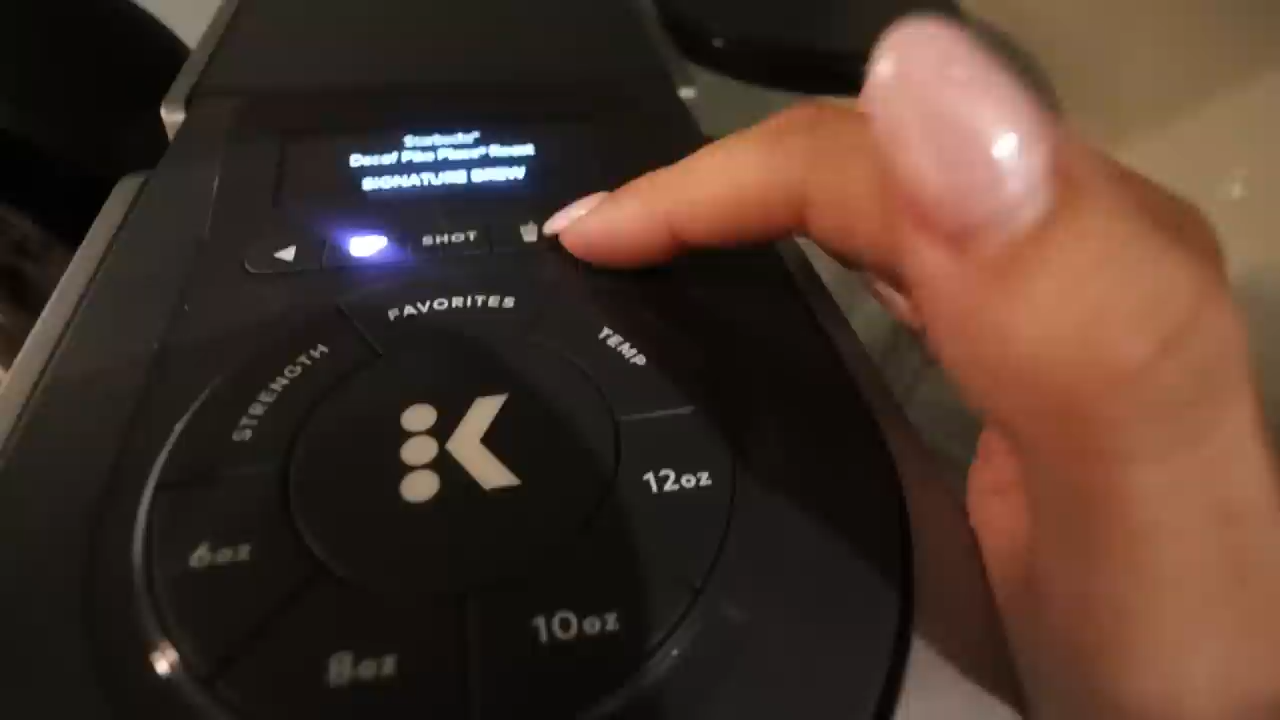 Starbucks®
Decaf Pike Place® Roast
SIGNATURE BREW
SHOT
FAVORITES
STRENGTH
TEMP
12oz
6oz
10oz
8oz